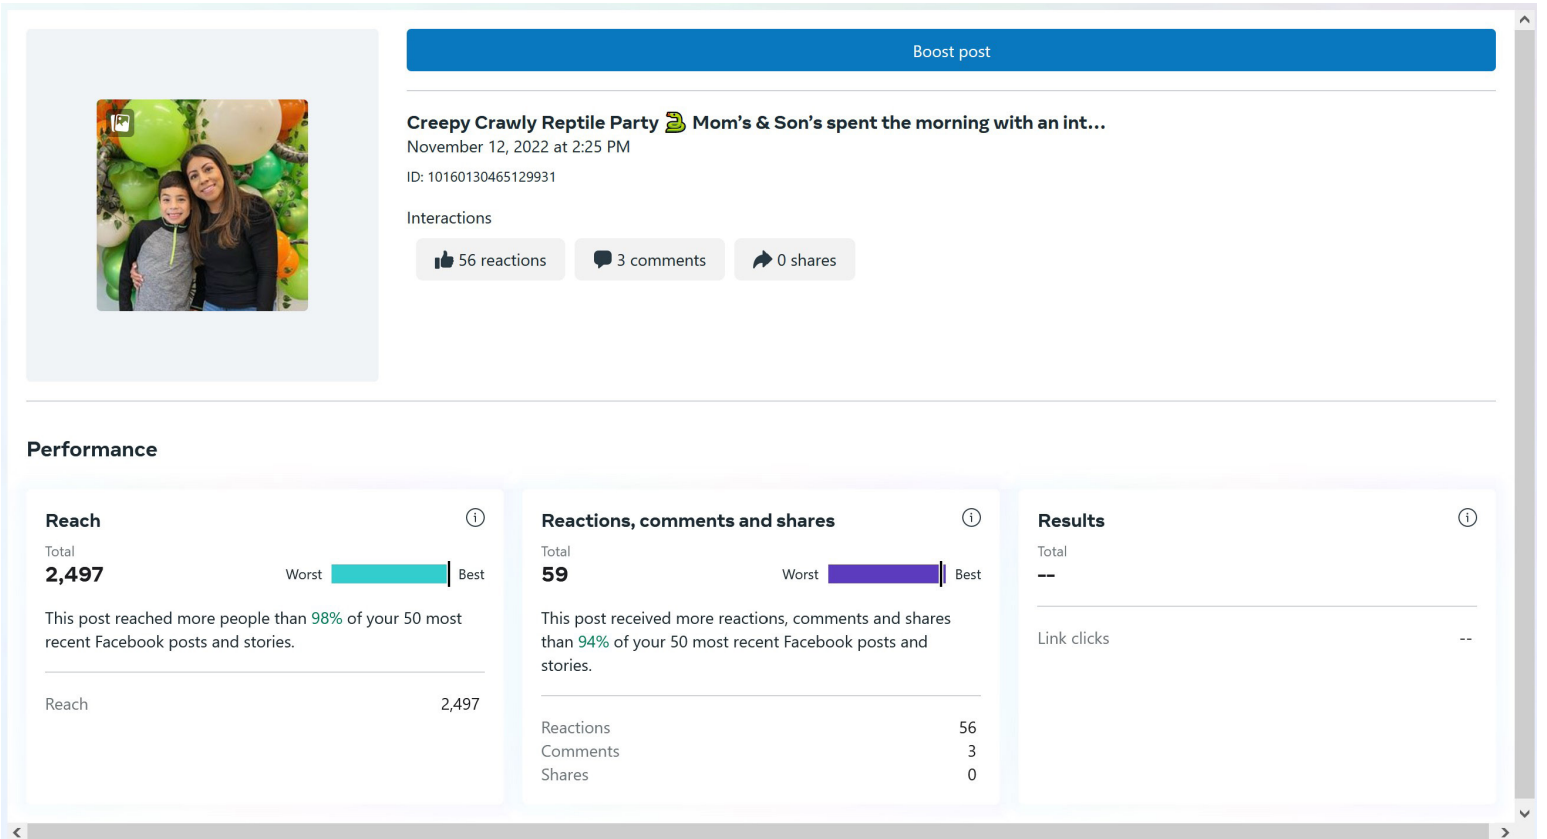 Boost post
Creepy Crawly Reptile Party 🐍 Mom's & Son's spent the morning with an int...
November 12, 2022 at 2:25 PM
ID: 10160130465129931
Interactions
56 reactions
3 comments
0 shares
Performance
Reach
Total
2,497
Worst
Best
This post reached more people than 98% of your 50 most
recent Facebook posts and stories.
Reach 2,497
Reactions, comments and shares
Total
59
Worst
Best
This post received more reactions, comments and shares
than 94% of your 50 most recent Facebook posts and
stories.
Reactions 56
Comments 3
Shares 0
Results
Total
--
Link clicks --